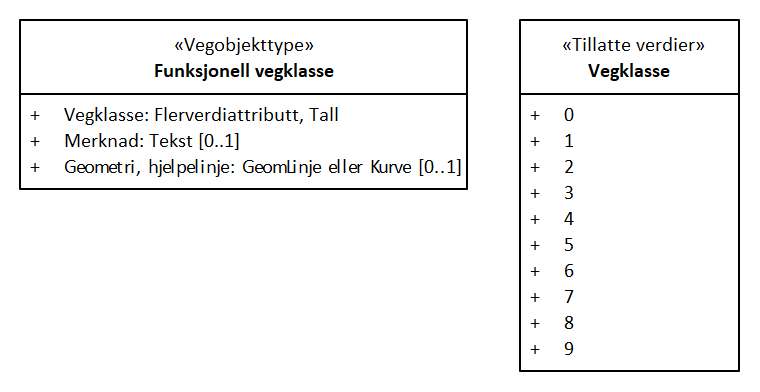 «Vegobjekttype»
Funksjonell vegklasse
+ Vegklasse: Flerverdiattributt, Tall
+ Merknad: Tekst [0..1]
+ Geometri, hjelpelinje: GeomLinje eller Kurve [0..1]
«Tillatte verdier»
Vegklasse
+ 0
+ 1
+ 2
+ 3
+ 4
+ 5
+ 6
+ 7
+ 8
+ 9